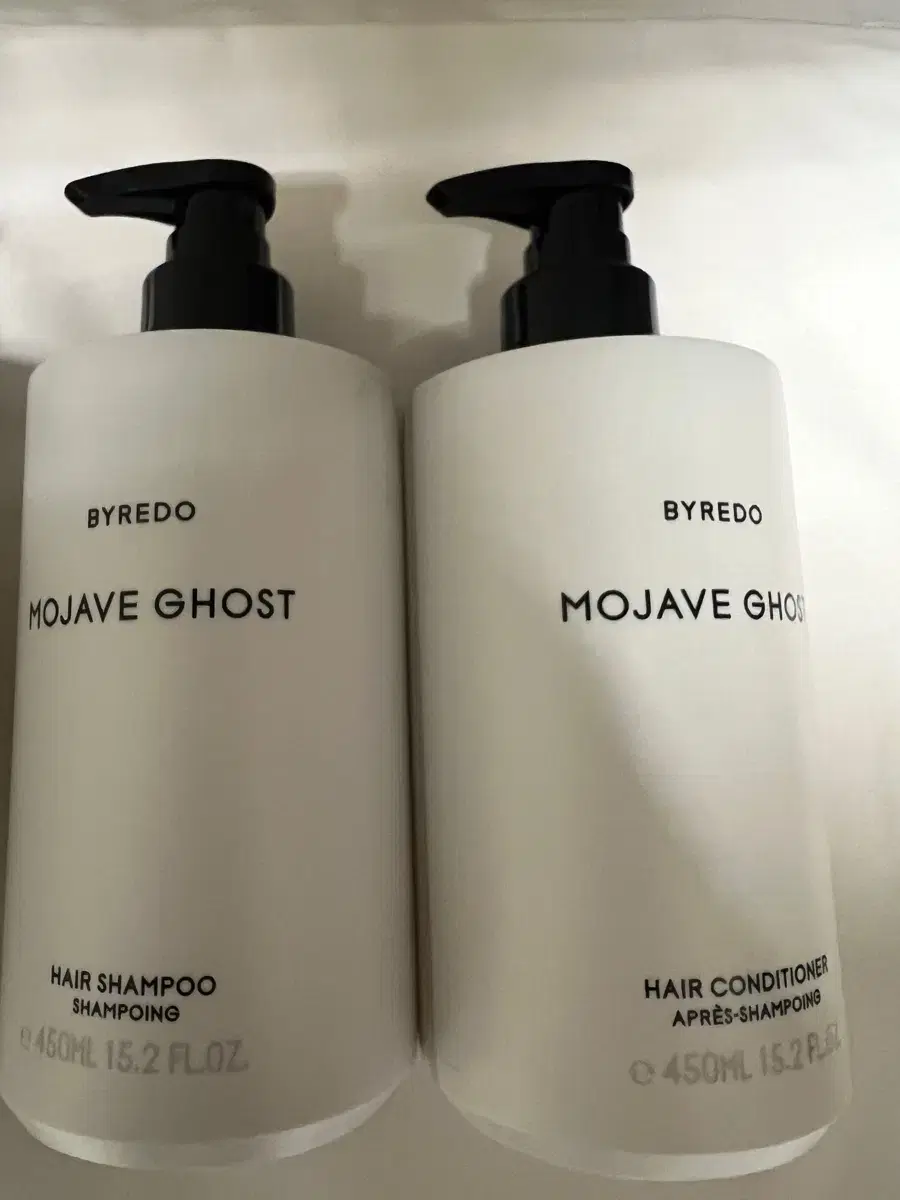 BYREDO
MOJAVE GHOST
HAIR SHAMPOO
SHAMPOING
℮ 450ML 15.2 FL.OZ.
BYREDO
MOJAVE GHOST
HAIR CONDITIONER
APRÈS-SHAMPOING
℮ 450ML 15.2 FL.OZ.